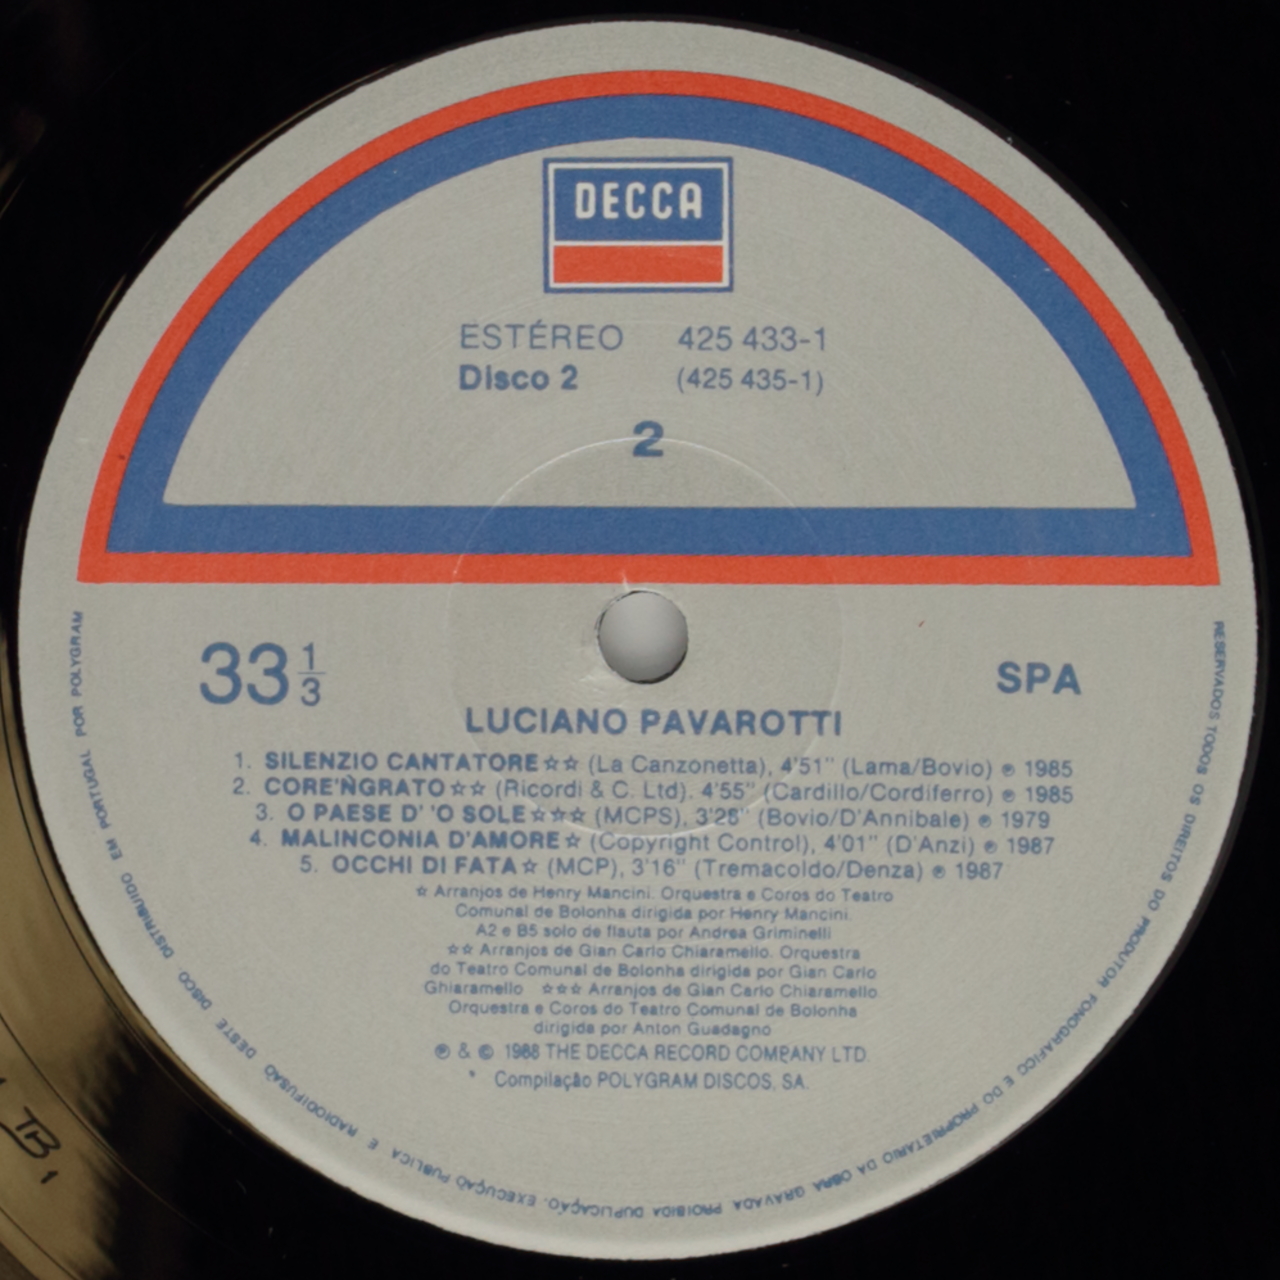 DECCA
ESTÉREO 425 433-1
Disco 2 (425 435-1)
2
33 1/3
SPA
LUCIANO PAVAROTTI
1. SILENZIO CANTATORE☆☆ (La Canzonetta), 4'51'' (Lama/Bovio) ℗ 1985
2. CORE'ÑGRATO☆☆ (Ricordi & C. Ltd). 4'55'' (Cardillo/Cordiferro) ℗ 1985
3. O PAESE D' 'O SOLE☆☆☆ (MCPS), 3'28'' (Bovio/D'Annibale) ℗ 1979
4. MALINCONIA D'AMORE☆ (Copyright Control), 4'01'' (D'Anzi) ℗ 1987
5. OCCHI DI FATA☆ (MCP), 3'16'' (Tremacoldo/Denza) ℗ 1987
☆ Arranjos de Henry Mancini. Orquestra e Coros do Teatro
Comunal de Bolonha dirigida por Henry Mancini.
A2 e B5 solo de flauta por Andrea Griminelli
☆☆ Arranjos de Gian Carlo Chiaramello. Orquestra
do Teatro Comunal de Bolonha dirigida por Gian Carlo
Ghiaramello ☆☆☆ Arranjos de Gian Carlo Chiaramello
Orquestra e Coros do Teatro Comunal de Bolonha
dirigida por Anton Guadagno
℗ & © 1988 THE DECCA RECORD COMPANY LTD.
* Compilação POLYGRAM DISCOS, SA.
RESERVADOS TODOS OS DIREITOS DO PRODUTOR FONOGRAFICO E DO PROPRIETARIO DA OBRA GRAVADA PROIBIDA DUPLICAÇÃO, EXECUÇÃO PUBLICA E RADIODIFUSÃO DESTE DISCO DISTRIBUIDO EM PORTUGAL POR POLYGRAM
TB 1